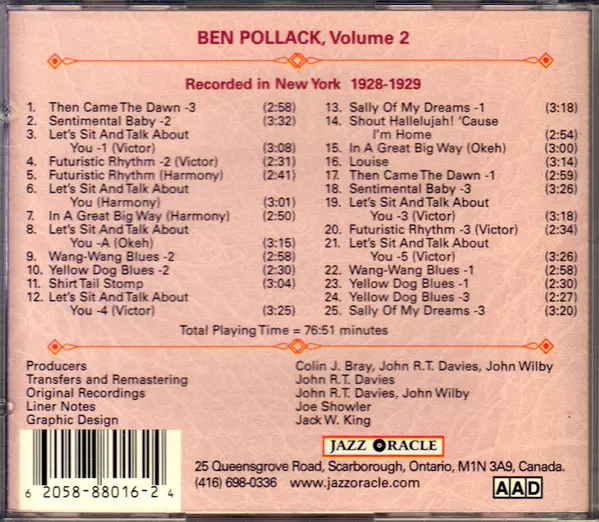 BEN POLLACK, Volume 2
Recorded in New York 1928-1929
1. Then Came The Dawn -3 (2:58)
2. Sentimental Baby -2 (3:32)
3. Let's Sit And Talk About
You -1 (Victor) (3:08)
4. Futuristic Rhythm -2 (Victor) (2:31)
5. Futuristic Rhythm (Harmony) (2:41)
6. Let's Sit And Talk About
You (Harmony) (3:01)
7. In A Great Big Way (Harmony) (2:50)
8. Let's Sit And Talk About
You -A (Okeh) (3:15)
9. Wang-Wang Blues -2 (2:58)
10. Yellow Dog Blues -2 (2:30)
11. Shirt Tail Stomp (3:04)
12. Let's Sit And Talk About
You -4 (Victor) (3:25)
13. Sally Of My Dreams -1 (3:18)
14. Shout Hallelujah! 'Cause
I'm Home (2:54)
15. In A Great Big Way (Okeh) (3:00)
16. Louise (3:14)
17. Then Came The Dawn -1 (2:59)
18. Sentimental Baby -3 (3:26)
19. Let's Sit And Talk About
You -3 (Victor) (3:18)
20. Futuristic Rhythm -3 (Victor) (2:34)
21. Let's Sit And Talk About
You -5 (Victor) (3:26)
22. Wang-Wang Blues -1 (2:58)
23. Yellow Dog Blues -1 (2:30)
24. Yellow Dog Blues -3 (2:27)
25. Sally Of My Dreams -3 (3:20)
Total Playing Time = 76:51 minutes
Producers Colin J. Bray, John R.T. Davies, John Wilby
Transfers and Remastering John R.T. Davies
Original Recordings John R.T. Davies, John Wilby
Liner Notes Joe Showler
Graphic Design Jack W. King
JAZZ ORACLE
25 Queensgrove Road, Scarborough, Ontario, M1N 3A9, Canada.
(416) 698-0336 www.jazzoracle.com
AAD
6 2058-88016-2 4